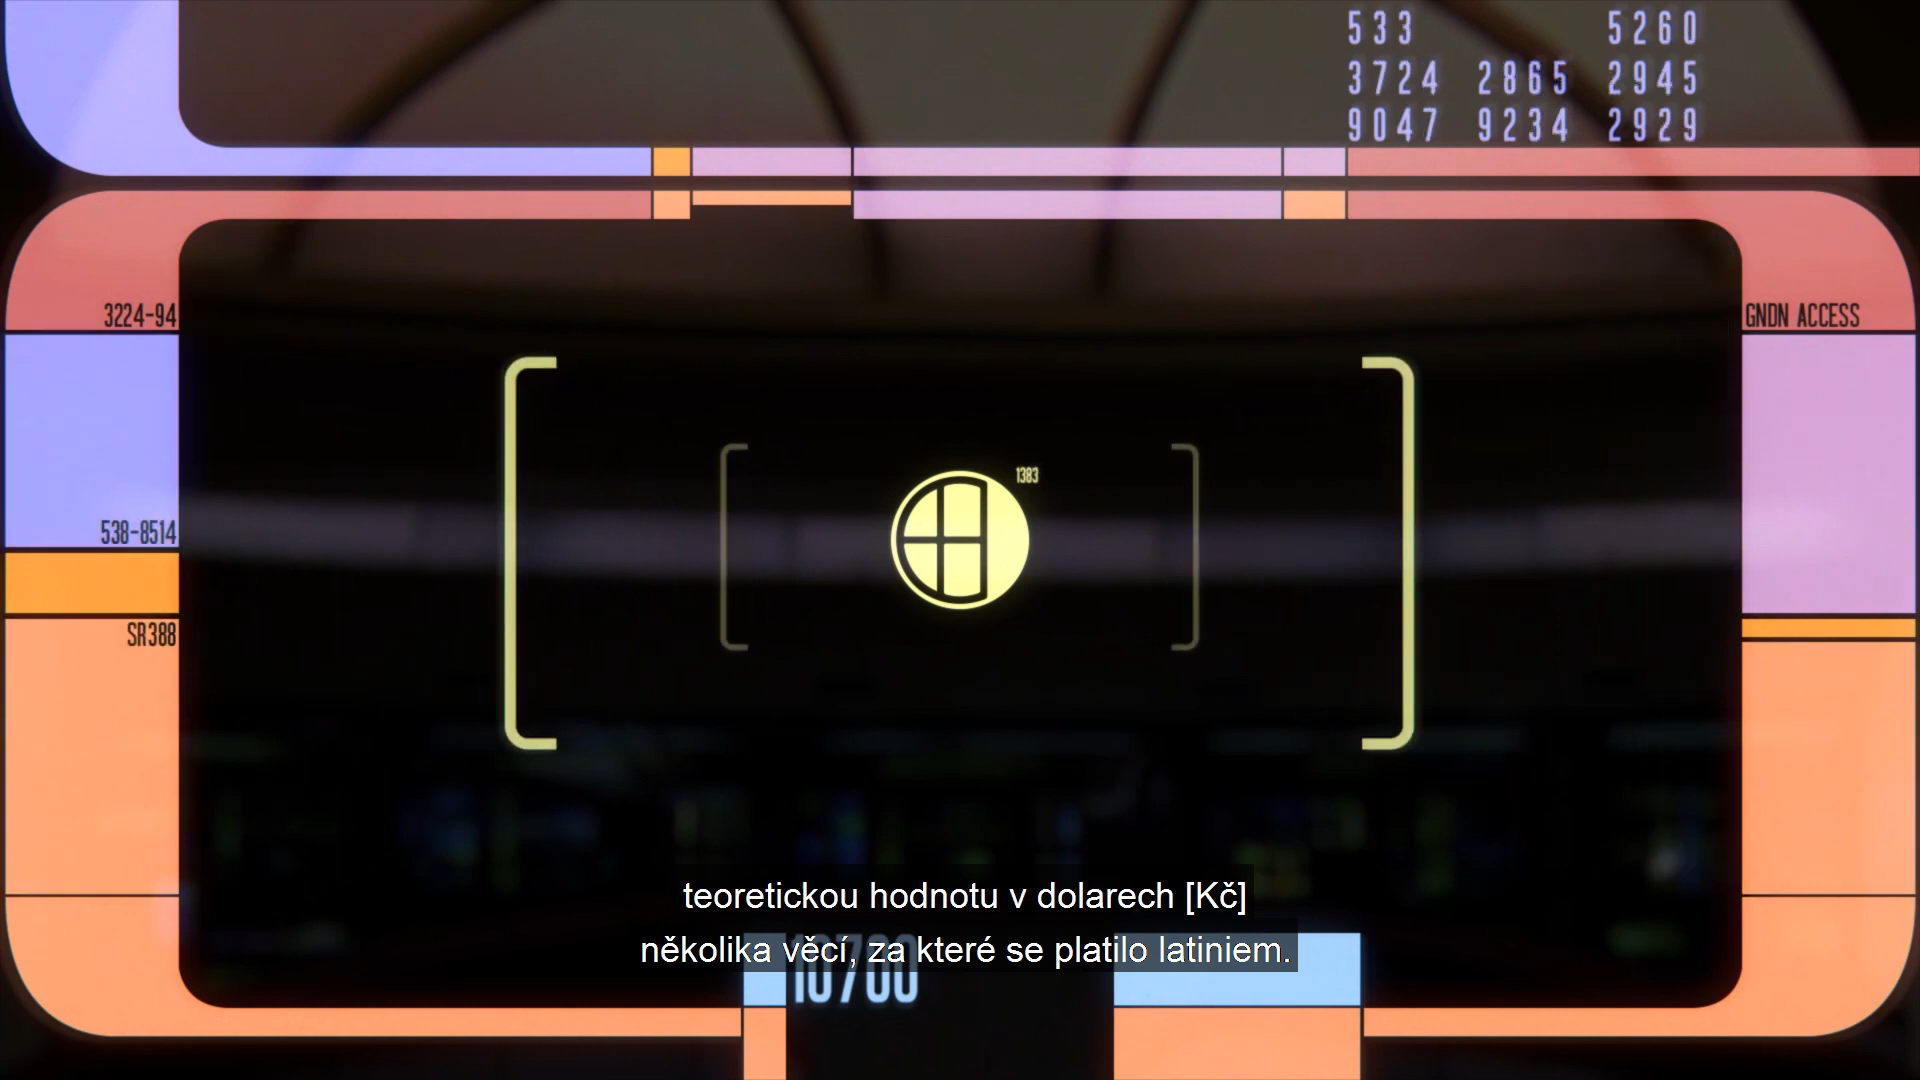 533 5260
3724 2865 2945
9047 9234 2929
3224-94
GNDN ACCESS
1383
538-8514
SR388
teoretickou hodnotu v dolarech [Kč]
několika věcí, za které se platilo latiniem.
10700